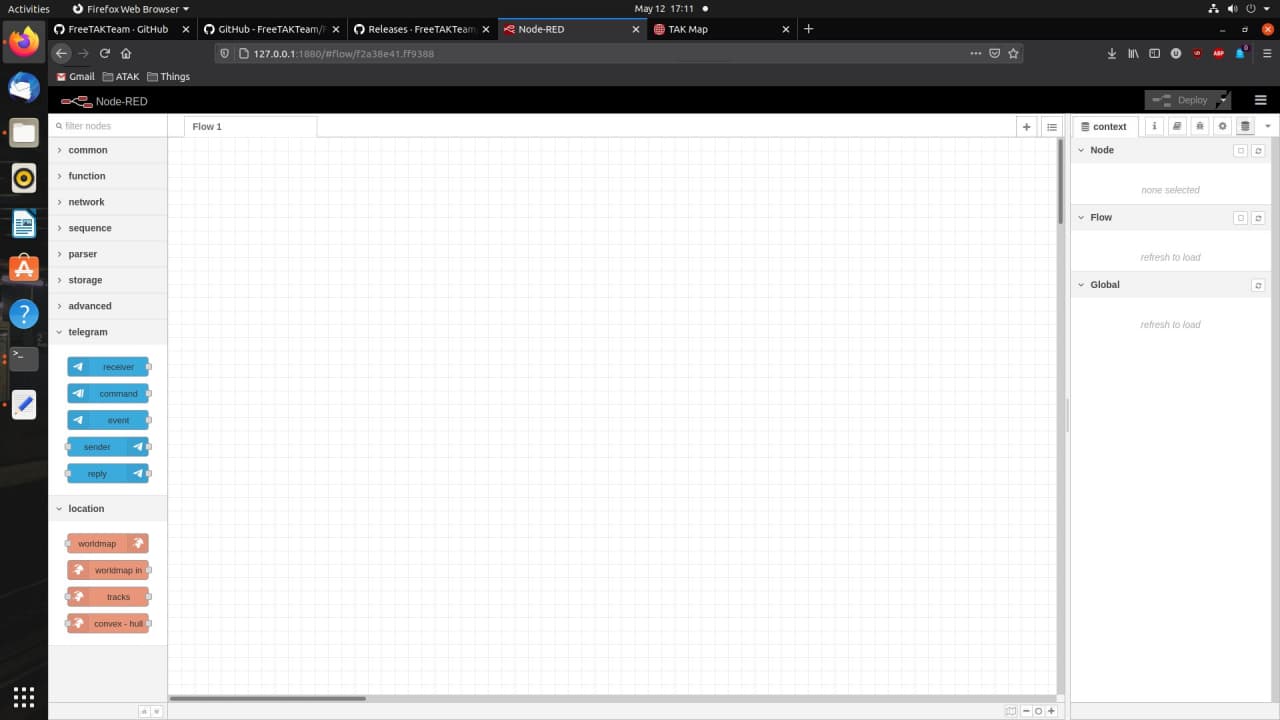 Activities
Firefox Web Browser
May 12 17:11
FreeTAKTeam · GitHub
GitHub - FreeTAKTeam/F
Releases · FreeTAKTeam/
Node-RED
TAK Map
127.0.0.1:1880/#flow/f2a38e41.ff9388
Gmail
ATAK
Things
Node-RED
Deploy
filter nodes
Flow 1
context
common
function
network
sequence
parser
storage
advanced
telegram
receiver
command
event
sender
reply
location
worldmap
worldmap in
tracks
convex - hull
Node
none selected
Flow
refresh to load
Global
refresh to load